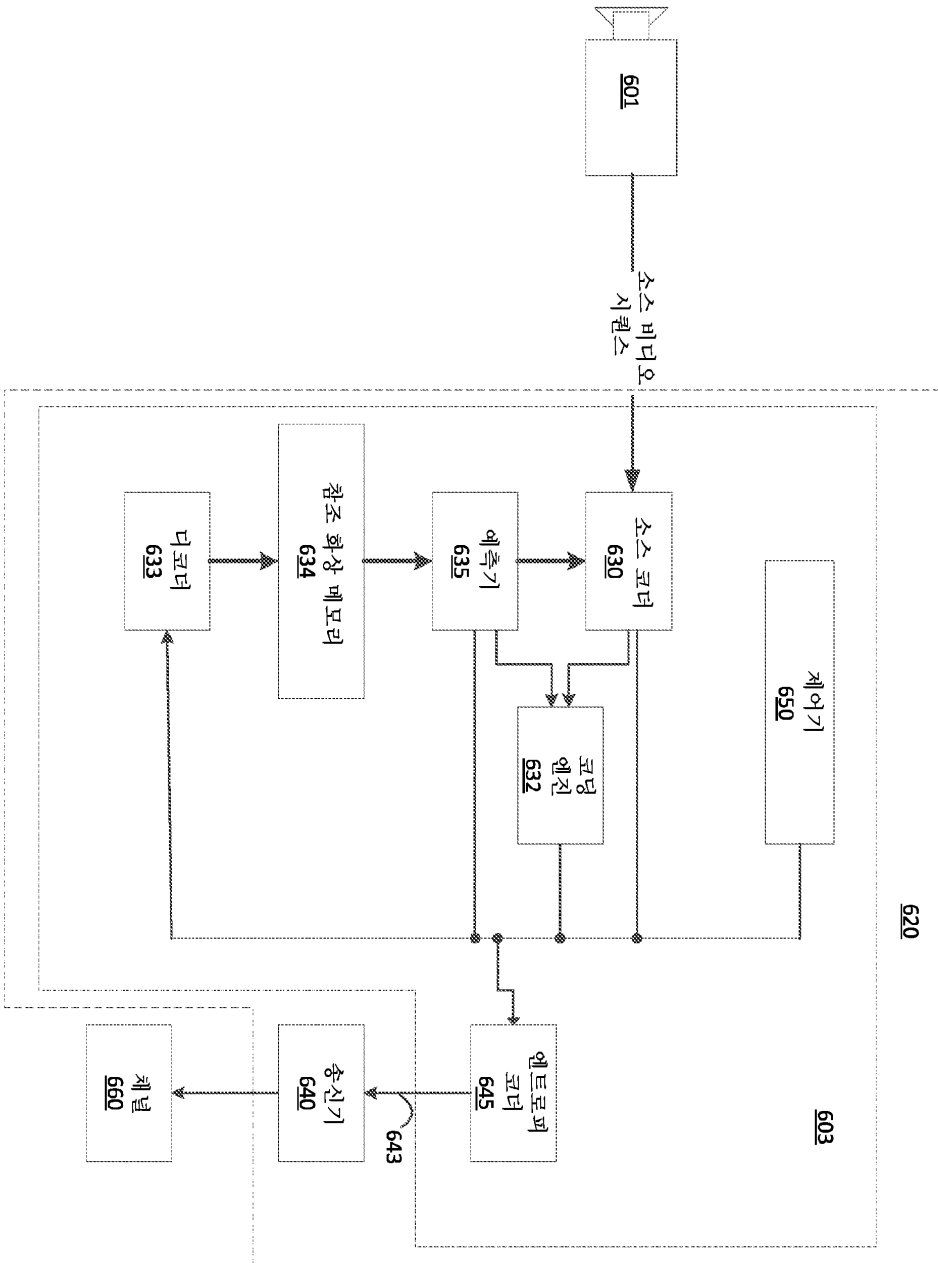 620
603
601
소스 비디오
시퀀스
제어기
650
소스 코더
630
코딩
엔진
632
예측기
635
참조 화상 메모리
634
디코더
633
엔트로피
코더
645
643
송신기
640
채널
660